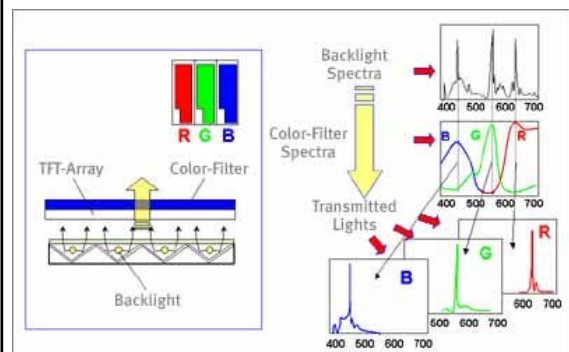 R G B
TFT-Array
Color-Filter
Backlight
Backlight
Spectra
400 500 600 700
Color-Filter
Spectra
B
G
R
400 500 600 700
Transmitted
Lights
B
400 500 600 700
G
500 600 700
R
600 700